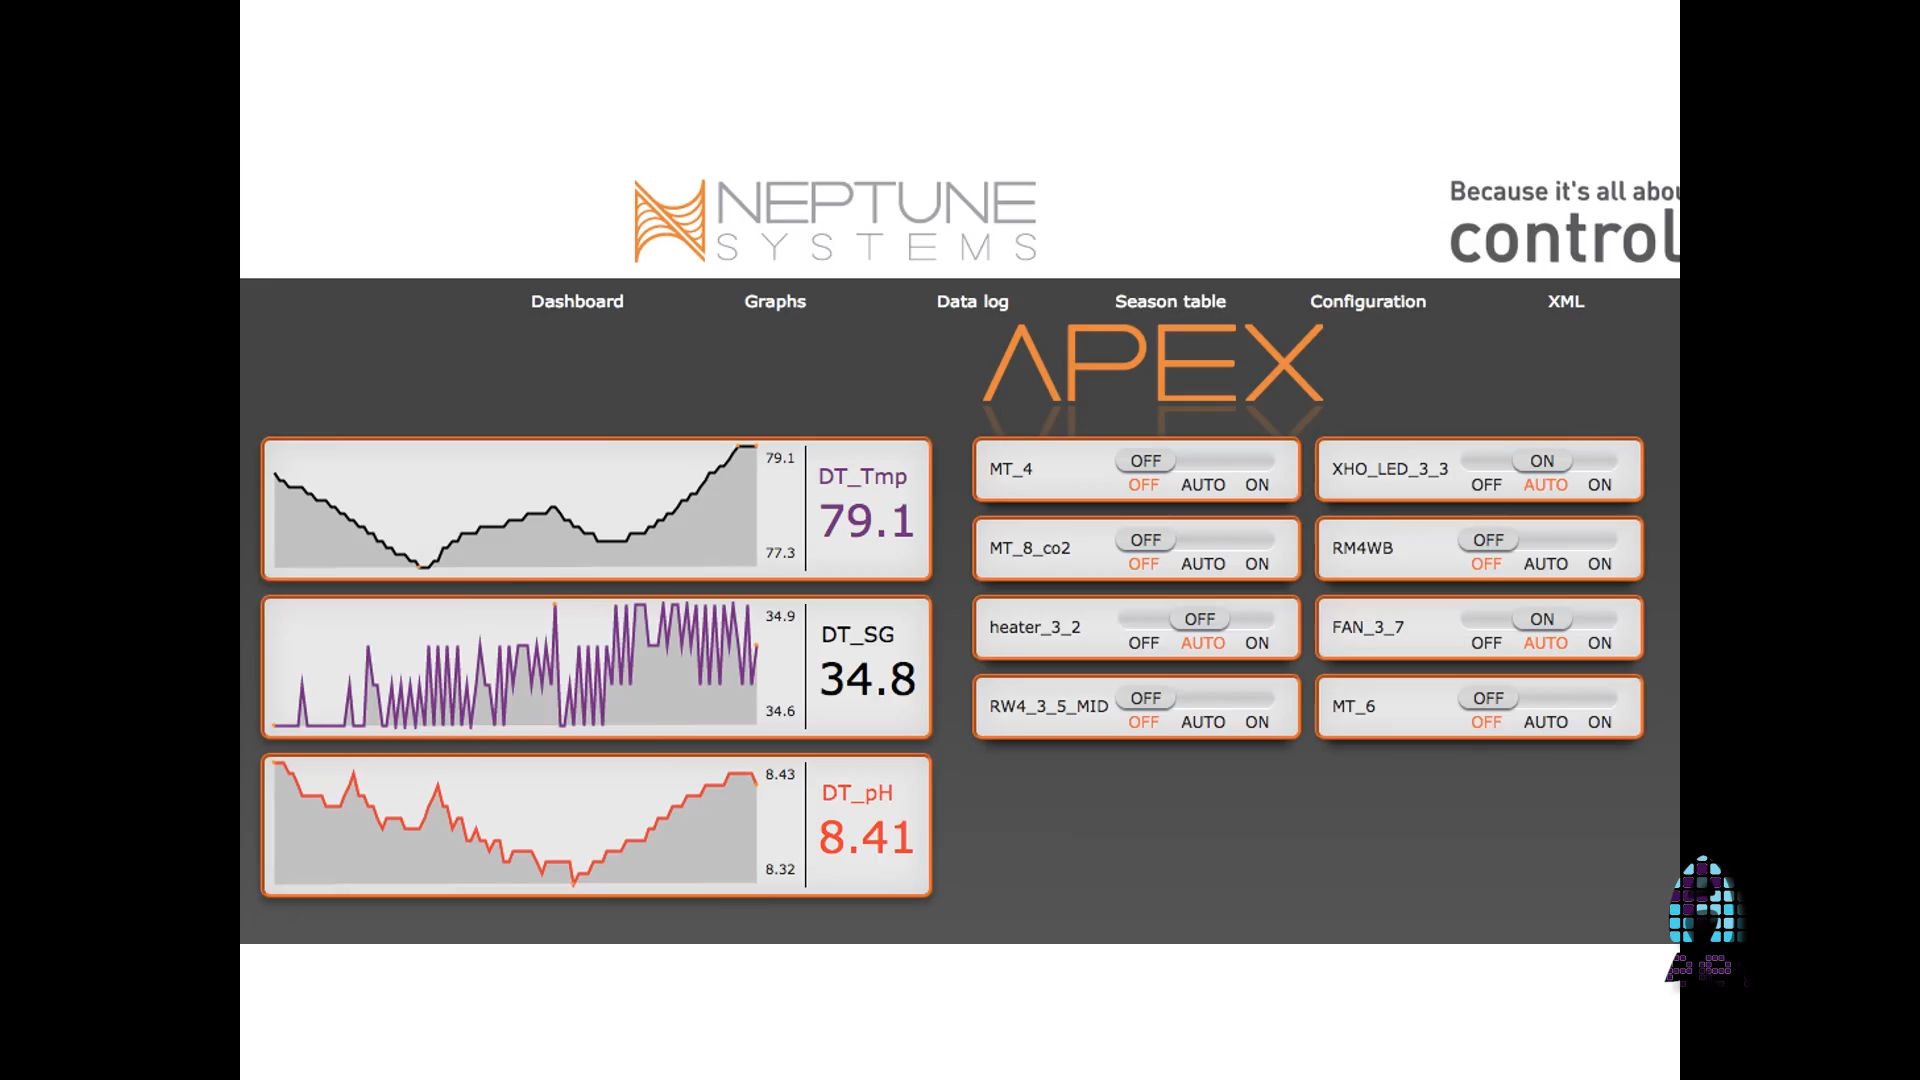 NEPTUNE
SYSTEMS
Because it's all abou
control
Dashboard Graphs Data log Season table Configuration XML
APEX
79.1
77.3
DT_Tmp
79.1
34.9
34.6
DT_SG
34.8
8.43
8.32
DT_pH
8.41
MT_4
OFF
OFF AUTO ON
XHO_LED_3_3
ON
OFF AUTO ON
MT_8_co2
OFF
OFF AUTO ON
RM4WB
OFF
OFF AUTO ON
heater_3_2
OFF
OFF AUTO ON
FAN_3_7
ON
OFF AUTO ON
RW4_3_5_MID
OFF
OFF AUTO ON
MT_6
OFF
OFF AUTO ON